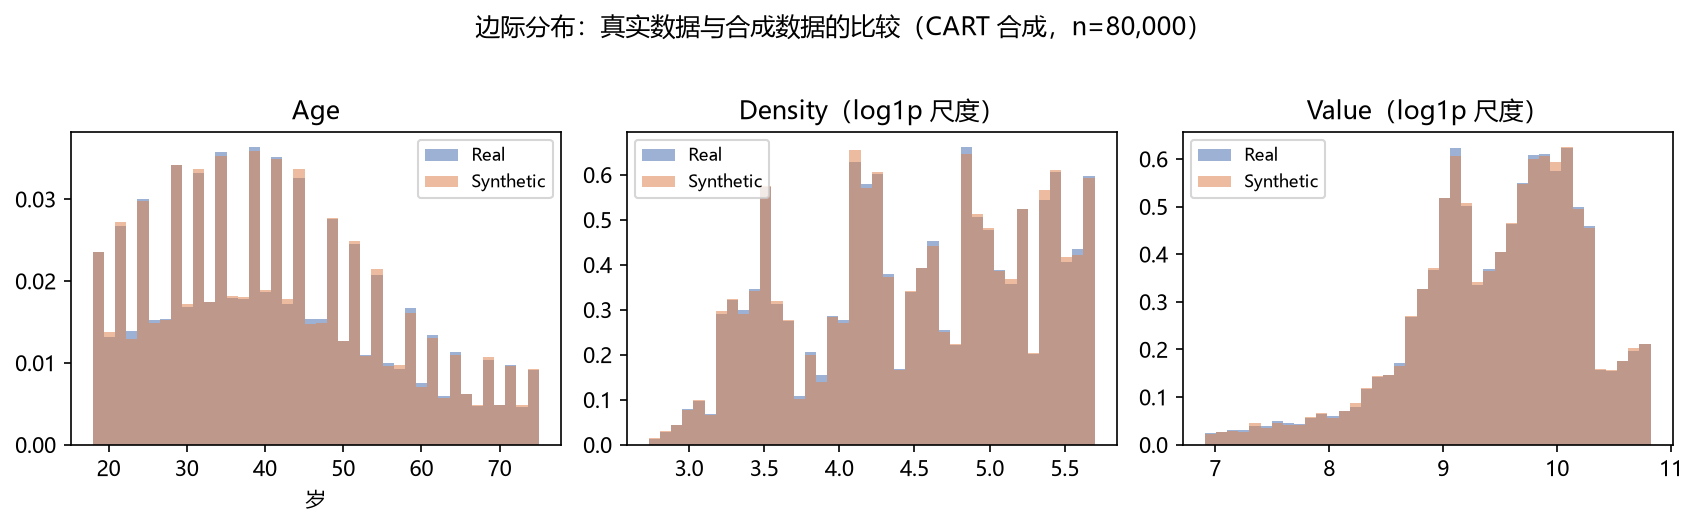 边际分布：真实数据与合成数据的比较（CART 合成，n=80,000）
Age
Real
Synthetic
0.03
0.02
0.01
0.00
20 30 40 50 60 70
岁
Density（log1p 尺度）
Real
Synthetic
0.6
0.5
0.4
0.3
0.2
0.1
0.0
3.0 3.5 4.0 4.5 5.0 5.5
Value（log1p 尺度）
Real
Synthetic
0.6
0.5
0.4
0.3
0.2
0.1
0.0
7 8 9 10 11